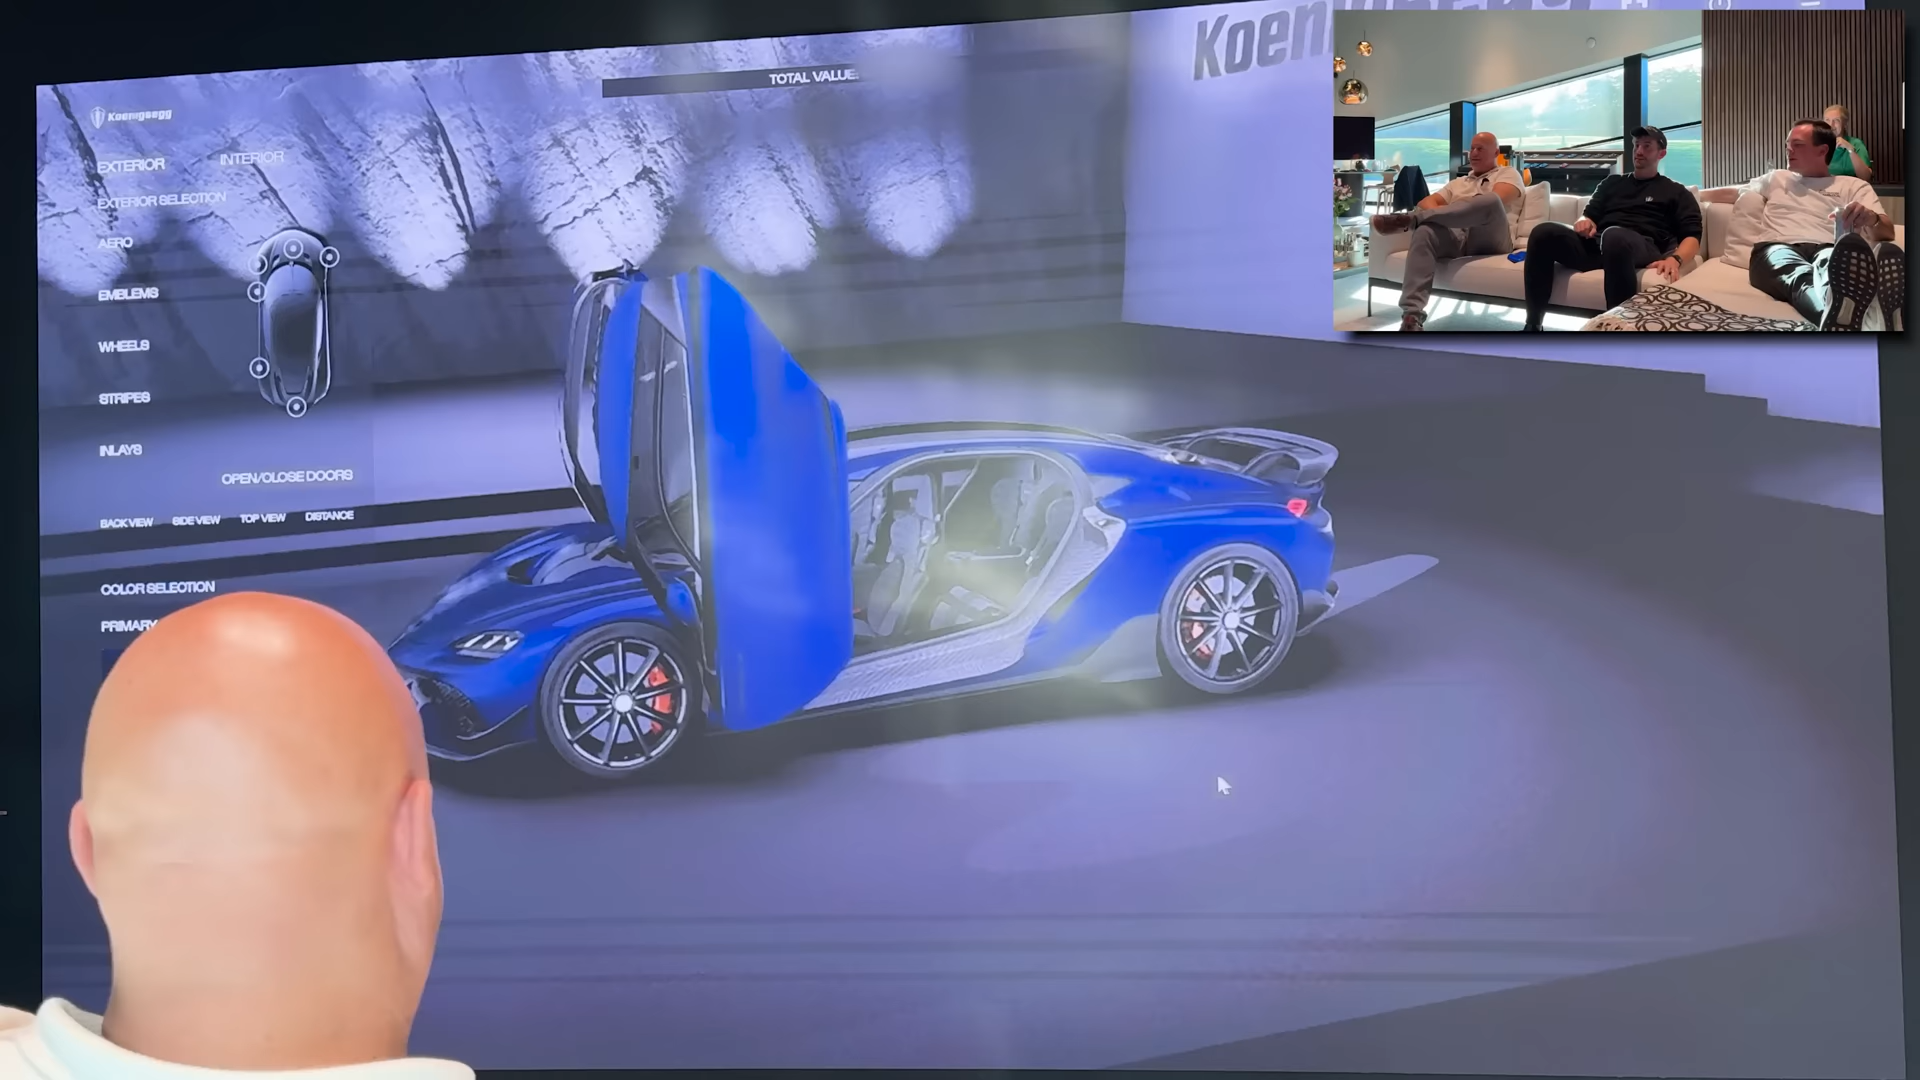 TOTAL VALUE:
Koenigsegg
EXTERIOR
INTERIOR
EXTERIOR SELECTION
AERO
EMBLEMS
WHEELS
STRIPES
INLAYS
OPEN/CLOSE DOORS
BACK VIEW SIDE VIEW TOP VIEW DISTANCE
COLOR SELECTION
PRIMARY